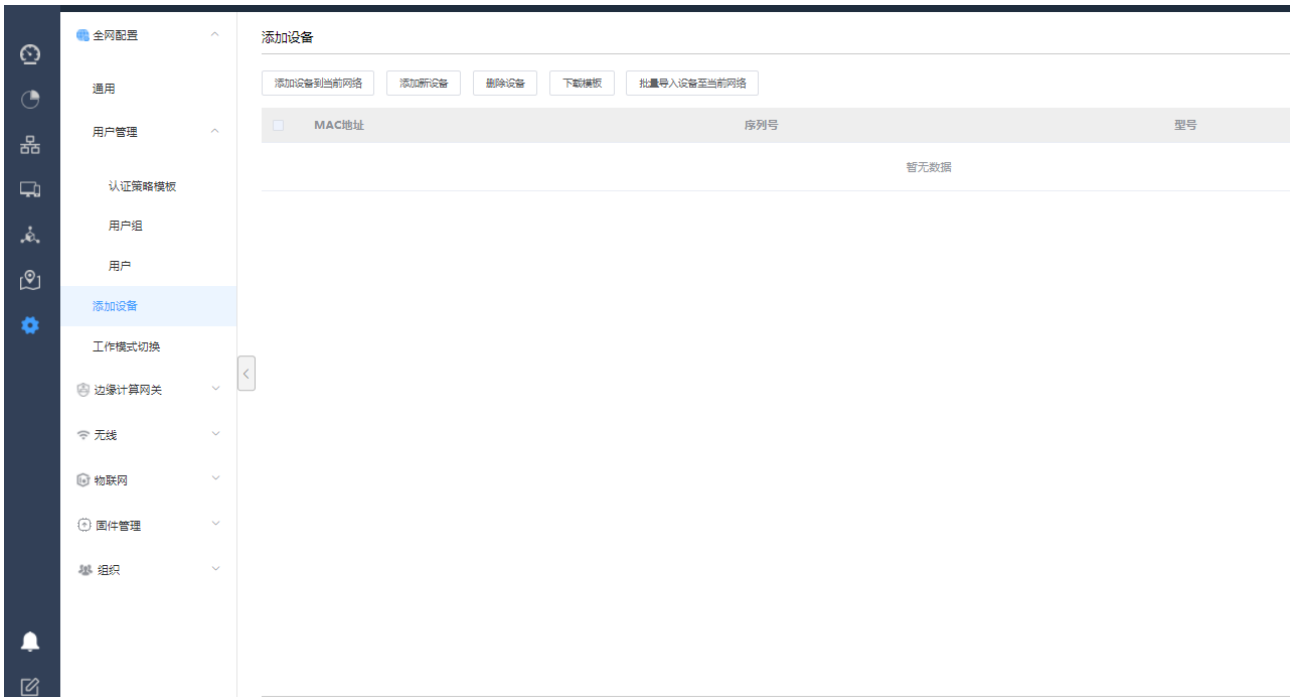 全网配置
通用
用户管理
认证策略模板
用户组
用户
添加设备
工作模式切换
边缘计算网关
无线
物联网
固件管理
组织
添加设备
添加设备到当前网络 添加新设备 删除设备 下载模板 批量导入设备至当前网络
MAC地址 序列号 型号
暂无数据